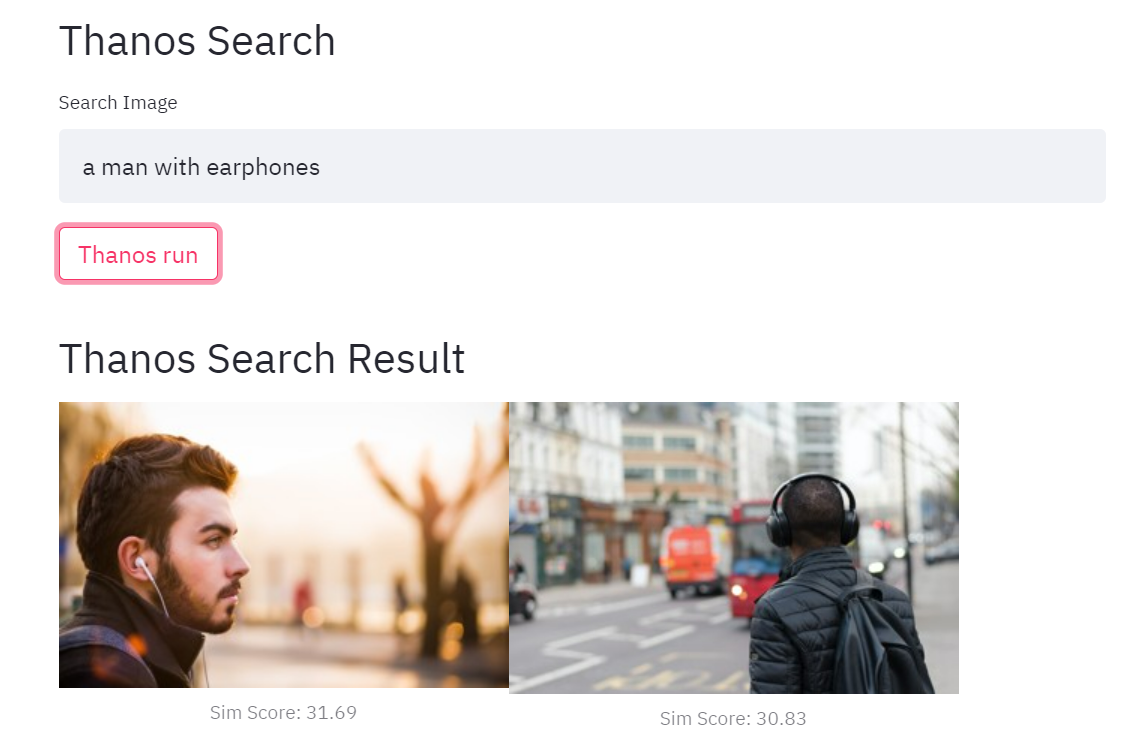 Thanos Search
Search Image
a man with earphones
Thanos run
Thanos Search Result
Sim Score: 31.69
Sim Score: 30.83